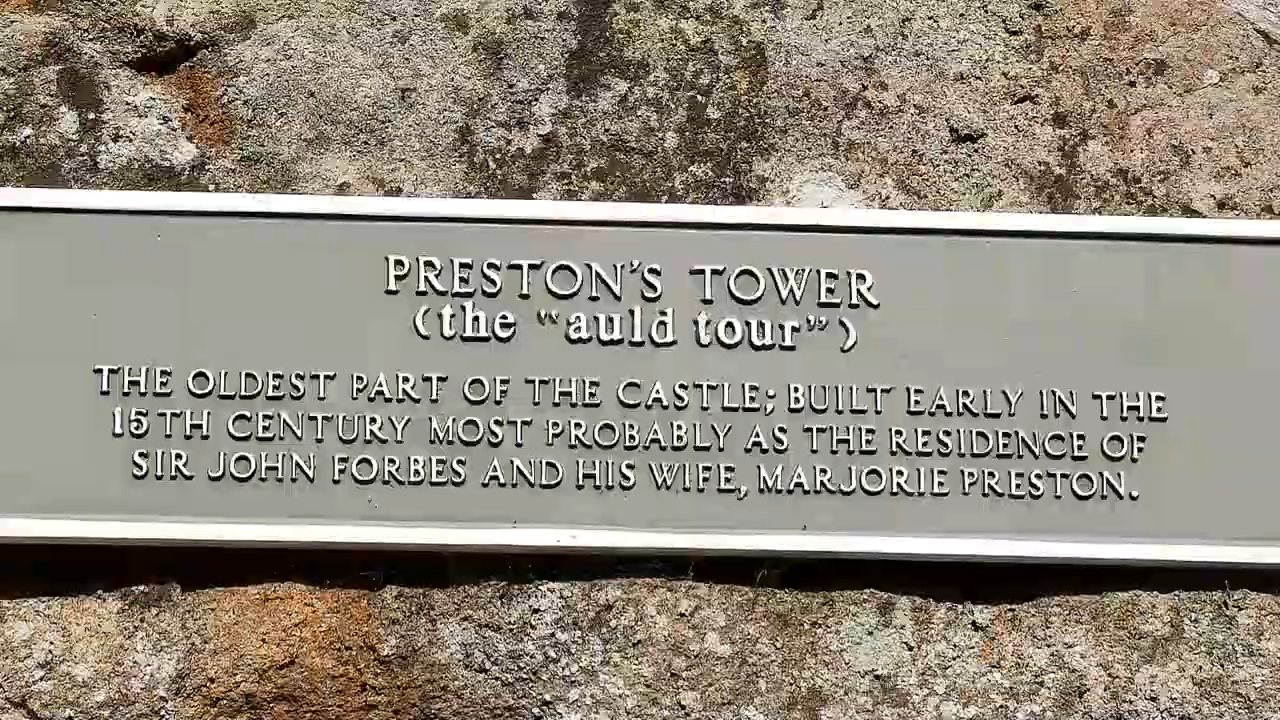 PRESTON'S TOWER
(the "auld tour")
THE OLDEST PART OF THE CASTLE; BUILT EARLY IN THE
15TH CENTURY MOST PROBABLY AS THE RESIDENCE OF
SIR JOHN FORBES AND HIS WIFE, MARJORIE PRESTON.